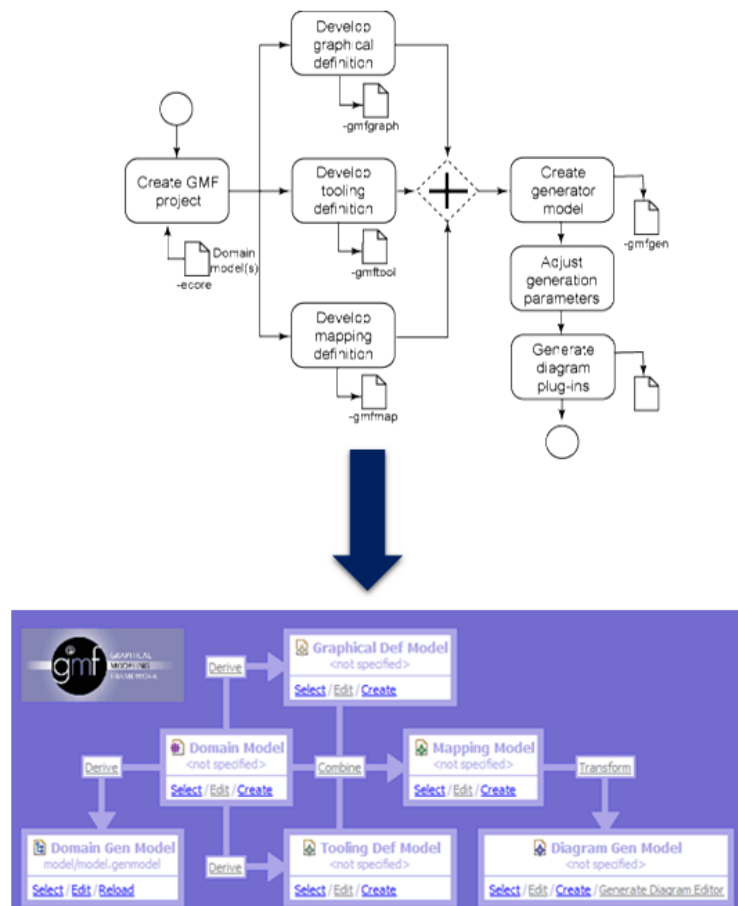 Develop
graphical
definition
-gmfgraph
Create GMF
project
Domain
model(s)
-ecore
Develop
tooling
definition
-gmftool
Develop
mapping
definition
-gmfmap
Create
generator
model
-gmfgen
Adjust
generation
parameters
Generate
diagram
plug-ins
gmf
GRAPHICAL
MODELING
FRAMEWORK
Derive
Graphical Def Model
<not specified>
Select / Edit / Create
Derive
Domain Model
<not specified>
Select / Edit / Create
Combine
Mapping Model
<not specified>
Select / Edit / Create
Transform
Domain Gen Model
model/model.genmodel
Select / Edit / Reload
Derive
Tooling Def Model
<not specified>
Select / Edit / Create
Diagram Gen Model
<not specified>
Select / Edit / Create / Generate Diagram Editor